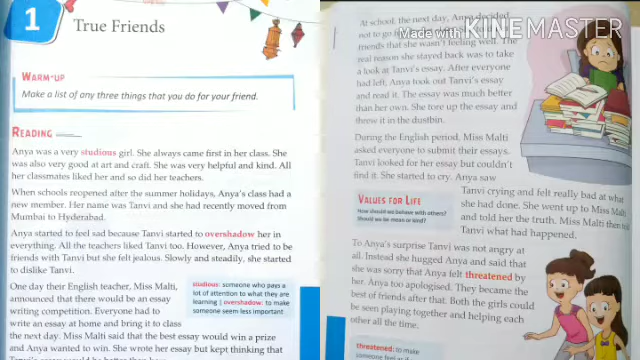 1
True Friends
WARM-UP
Make a list of any three things that you do for your friend.
READING
Anya was a very studious girl. She always came first in her class. She
was also very good at art and craft. She was very helpful and kind. All
her classmates liked her and so did her teachers.
When schools reopened after the summer holidays, Anya's class had a
new member. Her name was Tanvi and she had recently moved from
Mumbai to Hyderabad.
Anya started to feel sad because Tanvi started to overshadow her in
everything. All the teachers liked Tanvi too. However, Anya tried to be
friends with Tanvi but she felt jealous. Slowly and steadily, she started
to dislike Tanvi.
One day their English teacher, Miss Malti,
announced that there would be an essay
writing competition. Everyone had to
write an essay at home and bring it to class
the next day. Miss Malti said that the best essay would win a prize
and Anya wanted to win. She wrote her essay but kept thinking that
studious: someone who pays a
lot of attention to what they are
learning | overshadow: to make
someone seem less important
Made with KINEMASTER
At school, the next day, Anya decided
not to go
friends that she wasn't feeling well. The
real reason she stayed back was to take
a look at Tanvi's essay. After everyone
had left, Anya took out Tanvi's essay
and read it. The essay was much better
than her own. She tore up the essay and
threw it in the dustbin.
During the English period, Miss Malti
asked everyone to submit their essays.
Tanvi looked for her essay but couldn't
find it. She started to cry. Anya saw
Tanvi crying and felt really bad at what
she had done. She went up to Miss Malti
and told her the truth. Miss Malti then told
Tanvi what had happened.
VALUES FOR LIFE
How should we behave with others?
Should we be mean or kind?
To Anya's surprise Tanvi was not angry at
all. Instead she hugged Anya and said that
she was sorry that Anya felt threatened by
her. Anya too apologised. They became the
best of friends after that. Both the girls could
be seen playing together and helping each
other all the time.
threatened: to make